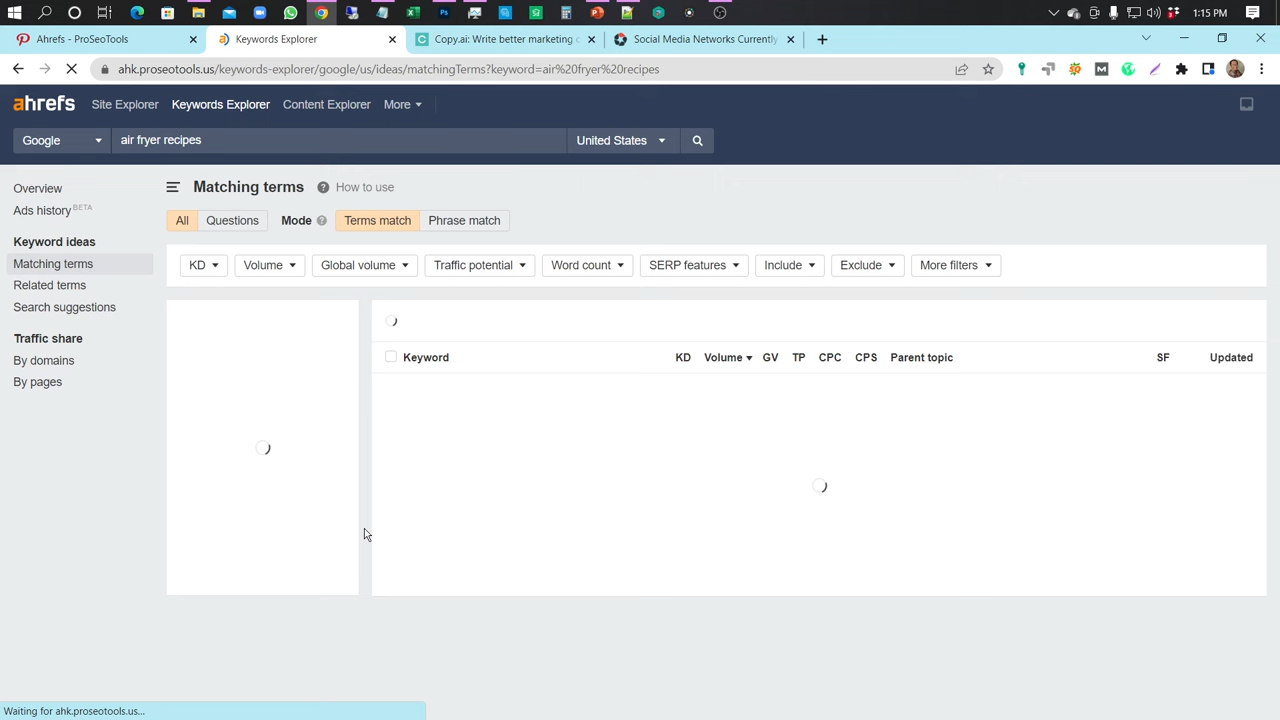 1:15 PM
Ahrefs - ProSeoTools
Keywords Explorer
Copy.ai: Write better marketing c
Social Media Networks Currently
ahk.proseotools.us/keywords-explorer/google/us/ideas/matchingTerms?keyword=air%20fryer%20recipes
ahrefs Site Explorer Keywords Explorer Content Explorer More
Google air fryer recipes United States
Overview
Ads history BETA
Keyword ideas
Matching terms
Related terms
Search suggestions
Traffic share
By domains
By pages
Matching terms ? How to use
All Questions Mode ? Terms match Phrase match
KD Volume Global volume Traffic potential Word count SERP features Include Exclude More filters
Keyword KD Volume GV TP CPC CPS Parent topic SF Updated
Waiting for ahk.proseotools.us...